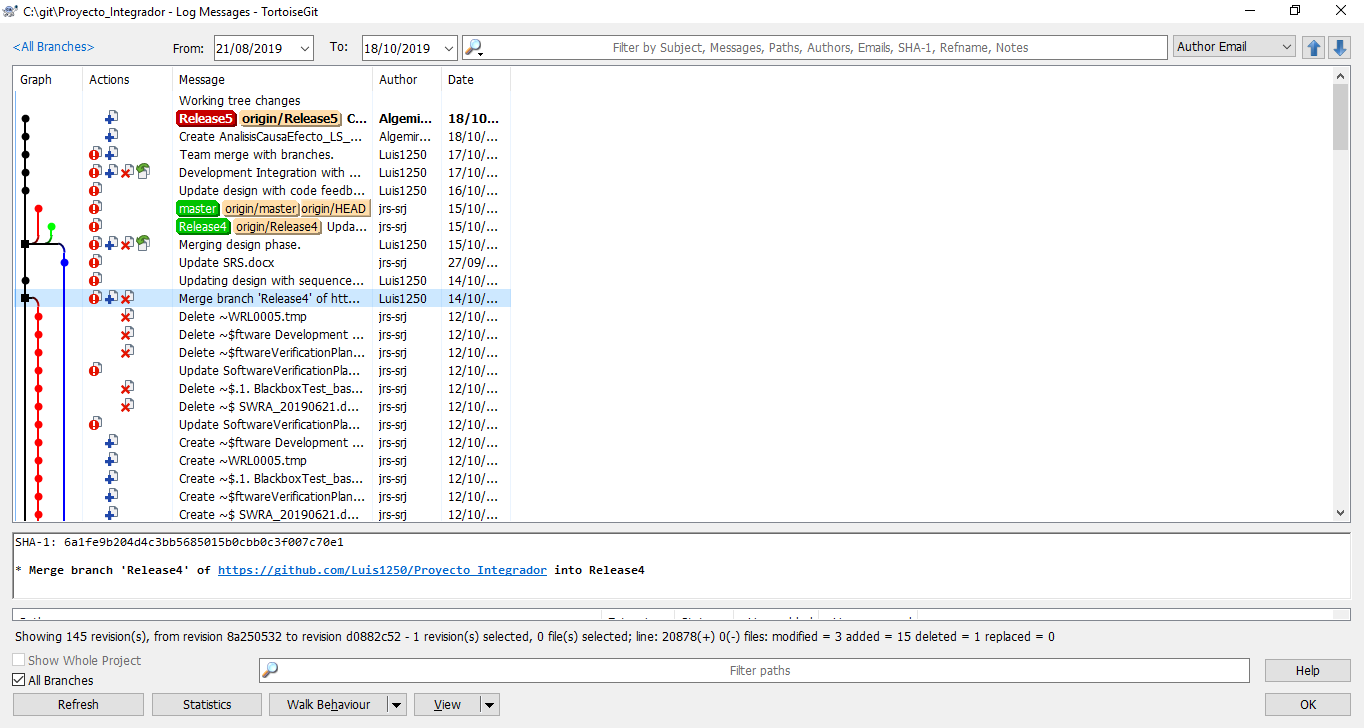 C:\git\Proyecto_Integrador - Log Messages - TortoiseGit
<All Branches> From: 21/08/2019 To: 18/10/2019 Filter by Subject, Messages, Paths, Authors, Emails, SHA-1, Refname, Notes Author Email
Graph Actions Message Author Date
Working tree changes
Release5 origin/Release5 C... Algemir... 18/10...
Create AnalisisCausaEfecto_LS_... Algemir... 18/10/...
Team merge with branches. Luis1250 17/10/...
Development Integration with ... Luis1250 17/10/...
Update design with code feedb... Luis1250 16/10/...
master origin/master origin/HEAD jrs-srj 15/10/...
Release4 origin/Release4 Upda... jrs-srj 15/10/...
Merging design phase. Luis1250 15/10/...
Update SRS.docx jrs-srj 27/09/...
Updating design with sequence... Luis1250 14/10/...
Merge branch 'Release4' of htt... Luis1250 14/10/...
Delete ~WRL0005.tmp jrs-srj 12/10/...
Delete ~$ftware Development ... jrs-srj 12/10/...
Delete ~$ftwareVerificationPlan... jrs-srj 12/10/...
Update SoftwareVerificationPla... jrs-srj 12/10/...
Delete ~$.1. BlackboxTest_bas... jrs-srj 12/10/...
Delete ~$ SWRA_20190621.d... jrs-srj 12/10/...
Update SoftwareVerificationPla... jrs-srj 12/10/...
Create ~$ftware Development ... jrs-srj 12/10/...
Create ~WRL0005.tmp jrs-srj 12/10/...
Create ~$.1. BlackboxTest_bas... jrs-srj 12/10/...
Create ~$ftwareVerificationPlan... jrs-srj 12/10/...
Create ~$ SWRA_20190621.d... jrs-srj 12/10/...
SHA-1: 6a1fe9b204d4c3bb5685015b0cbb0c3f007c70e1
* Merge branch 'Release4' of https://github.com/Luis1250/Proyecto_Integrador into Release4
Showing 145 revision(s), from revision 8a250532 to revision d0882c52 - 1 revision(s) selected, 0 file(s) selected; line: 20878(+) 0(-) files: modified = 3 added = 15 deleted = 1 replaced = 0
Show Whole Project
All Branches
Filter paths
Help
Refresh Statistics Walk Behaviour View OK